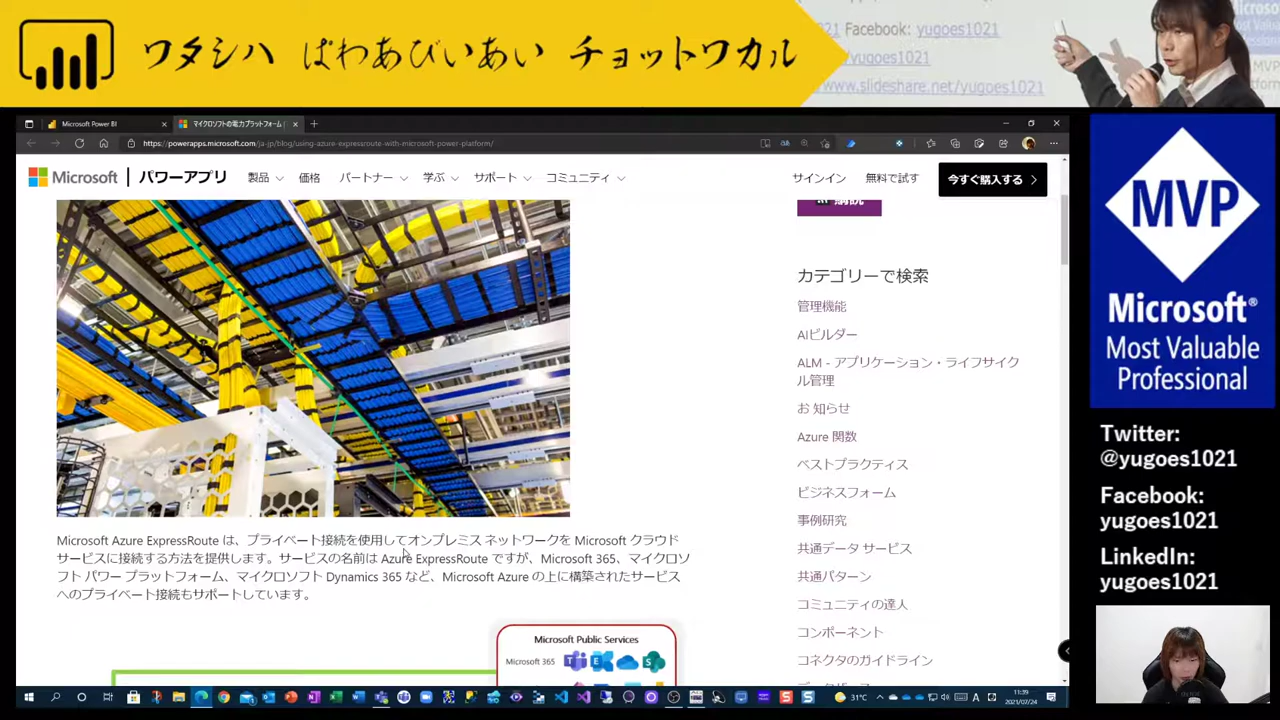 ワタシハ ぱわあびいあい チョットワカル
Facebook: yugoes1021
yugoes1021
www.slideshare.net/yugoes1021
Microsoft Power BI
マイクロソフトの電力プラットフォーム |
https://powerapps.microsoft.com/ja-jp/blog/using-azure-expressroute-with-microsoft-power-platform/
Microsoft | パワーアプリ 製品 価格 パートナー 学ぶ サポート コミュニティ サインイン 無料で試す 今すぐ購入する
購読
カテゴリーで検索
管理機能
AIビルダー
ALM - アプリケーション・ライフサイク
ル管理
お 知らせ
Azure 関数
ベストプラクティス
ビジネスフォーム
事例研究
共通データ サービス
共通パターン
コミュニティの達人
コンポーネント
コネクタのガイドライン
Microsoft Azure ExpressRoute は、プライベート接続を使用してオンプレミス ネットワークを Microsoft クラウド
サービスに接続する方法を提供します。サービスの名前は Azure ExpressRoute ですが、Microsoft 365、マイクロソ
フト パワー プラットフォーム、マイクロソフト Dynamics 365 など、Microsoft Azure の上に構築されたサービス
へのプライベート接続もサポートしています。
Microsoft Public Services
Microsoft 365
31°C
A
11:39
2021/07/24
MVP
Microsoft®
Most Valuable
Professional
Twitter:
@yugoes1021
Facebook:
yugoes1021
LinkedIn:
yugoes1021